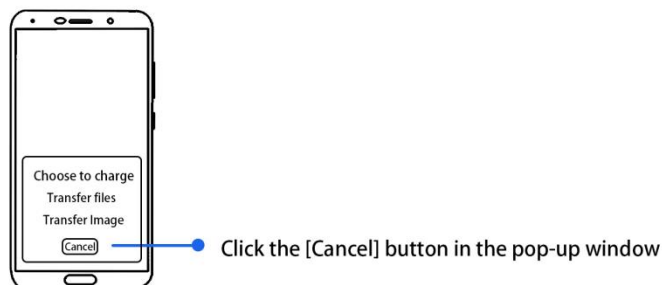 Choose to charge
Transfer files
Transfer Image
Cancel
Click the [Cancel] button in the pop-up window